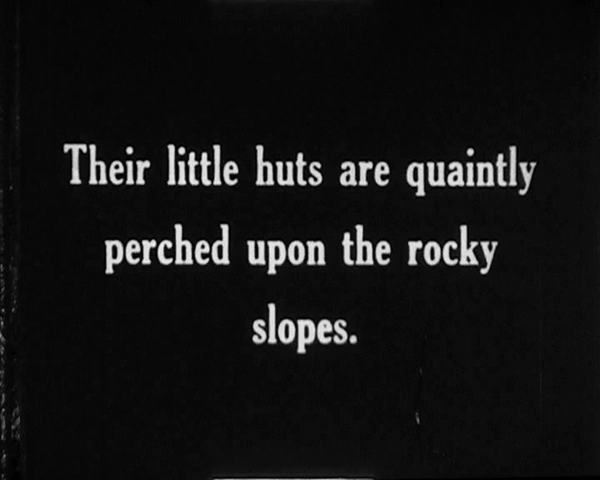 Their little huts are quaintly
perched upon the rocky
slopes.